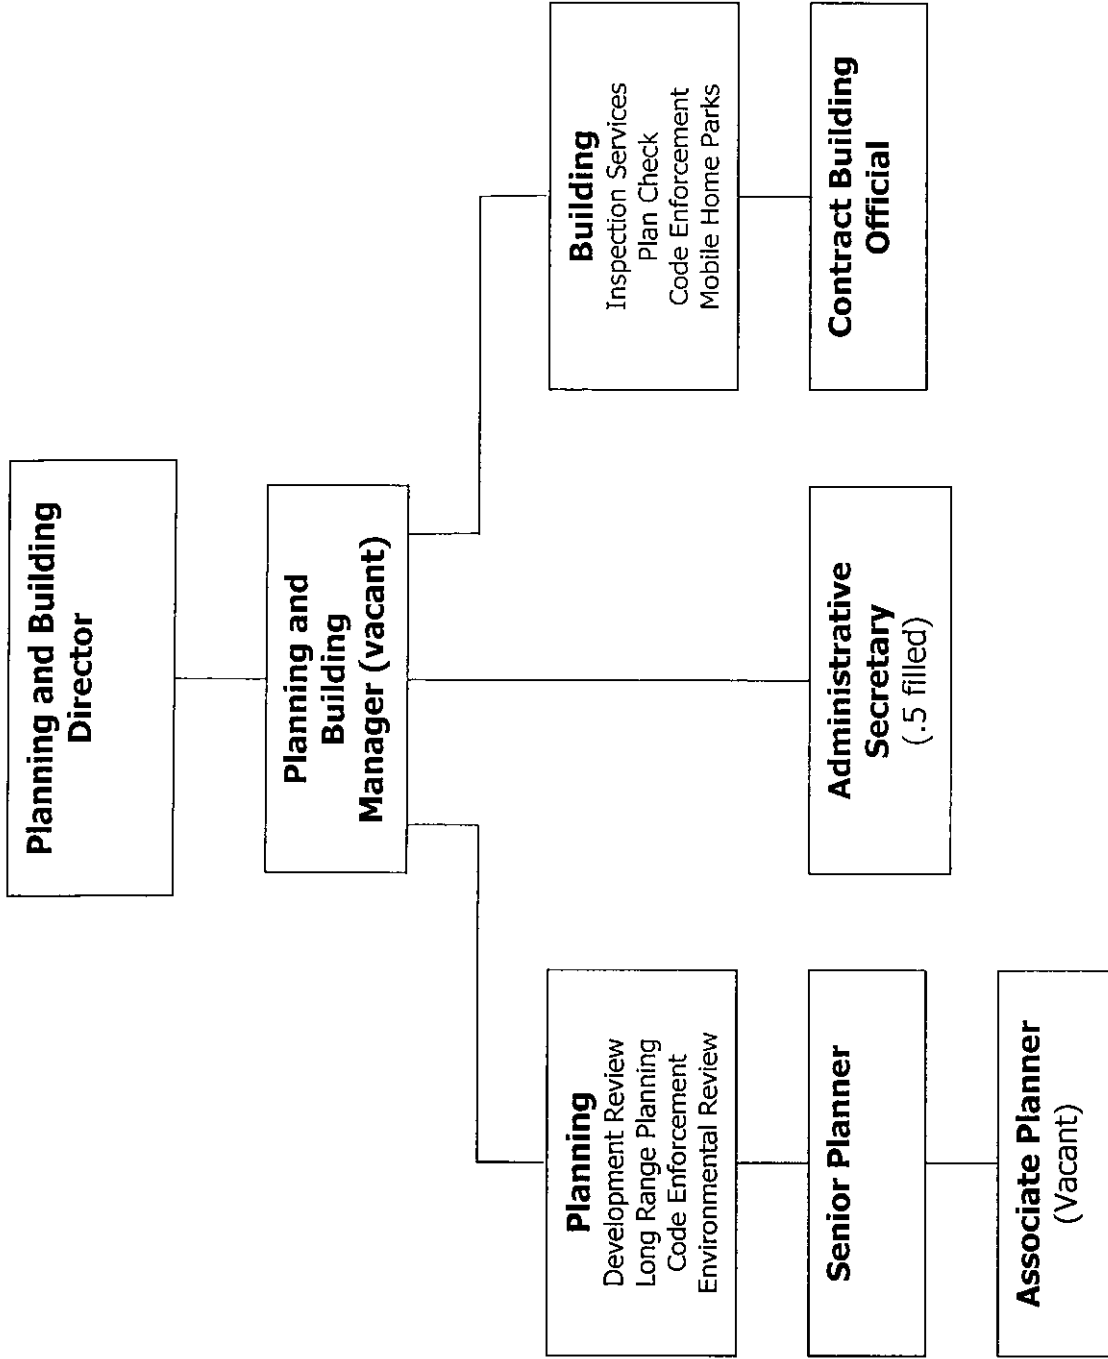 Planning and Building
Director
Planning and
Building
Manager (vacant)
Planning
Development Review
Long Range Planning
Code Enforcement
Environmental Review
Senior Planner
Associate Planner
(Vacant)
Administrative
Secretary
(.5 filled)
Building
Inspection Services
Plan Check
Code Enforcement
Mobile Home Parks
Contract Building
Official